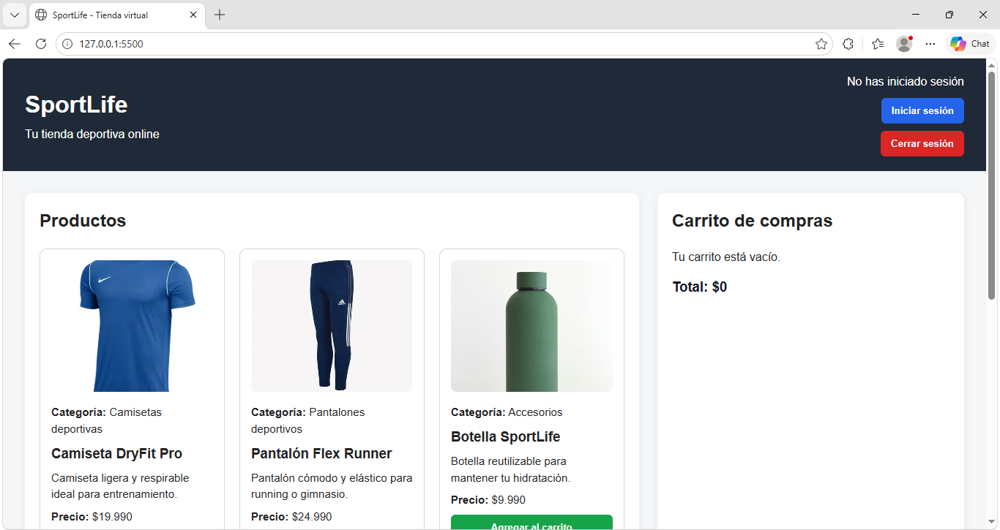 SportLife - Tienda virtual
127.0.0.1:5500
Chat
No has iniciado sesión
SportLife
Iniciar sesión
Tu tienda deportiva online
Cerrar sesión
Productos
Categoría: Camisetas
deportivas
Camiseta DryFit Pro
Camiseta ligera y respirable
ideal para entrenamiento.
Precio: $19.990
Categoría: Pantalones
deportivos
Pantalón Flex Runner
Pantalón cómodo y elástico para
running o gimnasio.
Precio: $24.990
Categoría: Accesorios
Botella SportLife
Botella reutilizable para
mantener tu hidratación.
Precio: $9.990
Agregar al carrito
Carrito de compras
Tu carrito está vacío.
Total: $0